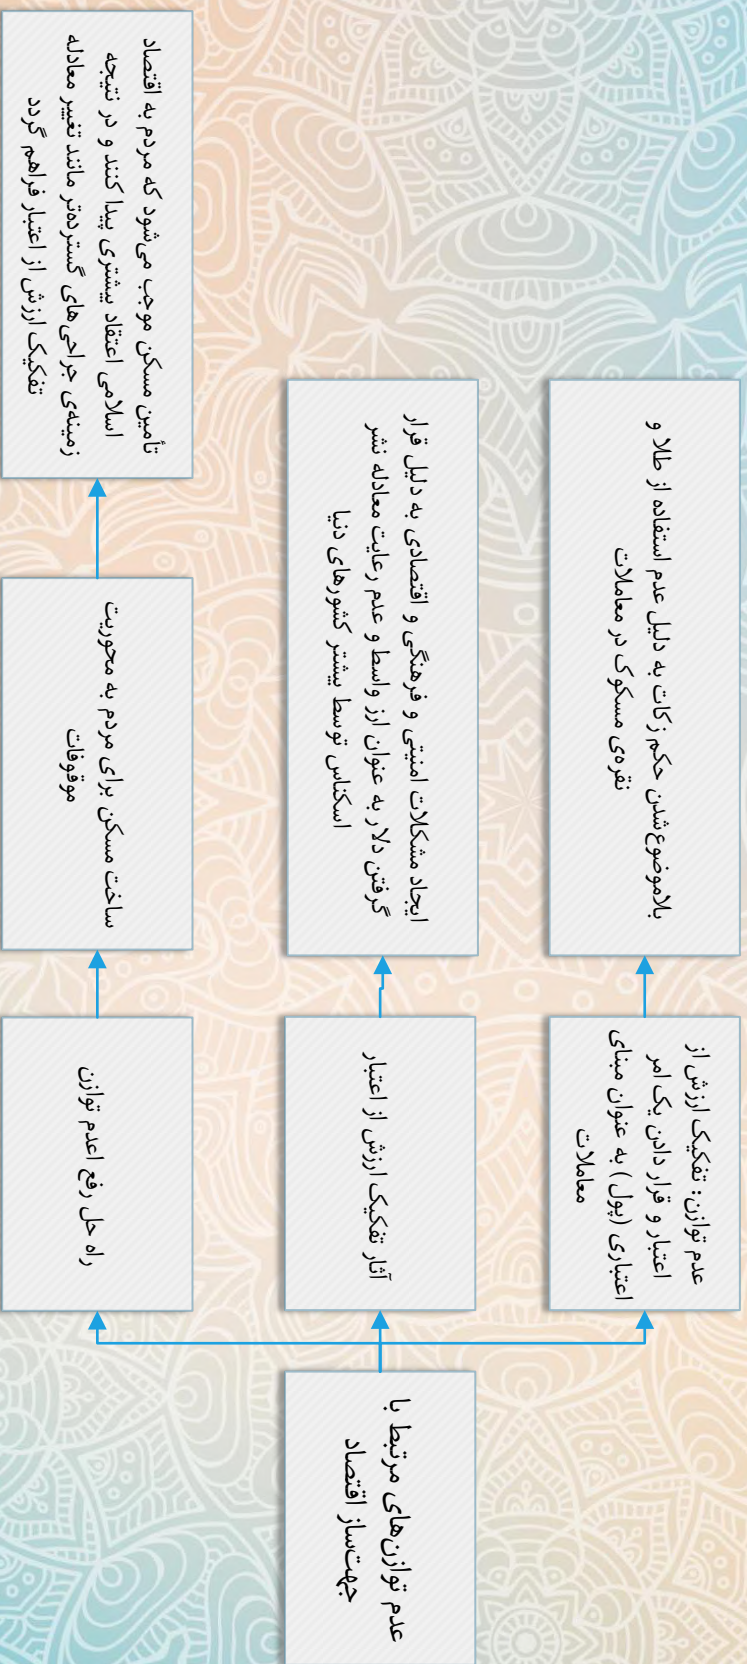 عدم توازن‌های مرتبط با
جهت‌ساز اقتصاد
عدم توازن: تفکیک ارزش از
اعتبار و قرار دادن یک امر
اعتباری (پول) به عنوان مبنای
معاملات
بلاموضوع‌شدن حکم زکات به دلیل عدم استفاده از طلا و
نقره‌ی مسکوک در معاملات
آثار تفکیک ارزش از اعتبار
ایجاد مشکلات امنیتی و فرهنگی و اقتصادی به دلیل قرار
گرفتن دلار به عنوان ارز واسط و عدم رعایت معادله نشر
اسکناس توسط بیشتر کشورهای دنیا
راه حل رفع اعدم توازن
ساخت مسکن برای مردم به محوریت
موقوفات
تأمین مسکن موجب می‌شود که مردم به اقتصاد
اسلامی اعتقاد بیشتری پیدا کنند و در نتیجه
زمینه‌ی جراحی‌های گسترده‌تر مانند تغییر معادله
تفکیک ارزش از اعتبار فراهم گردد